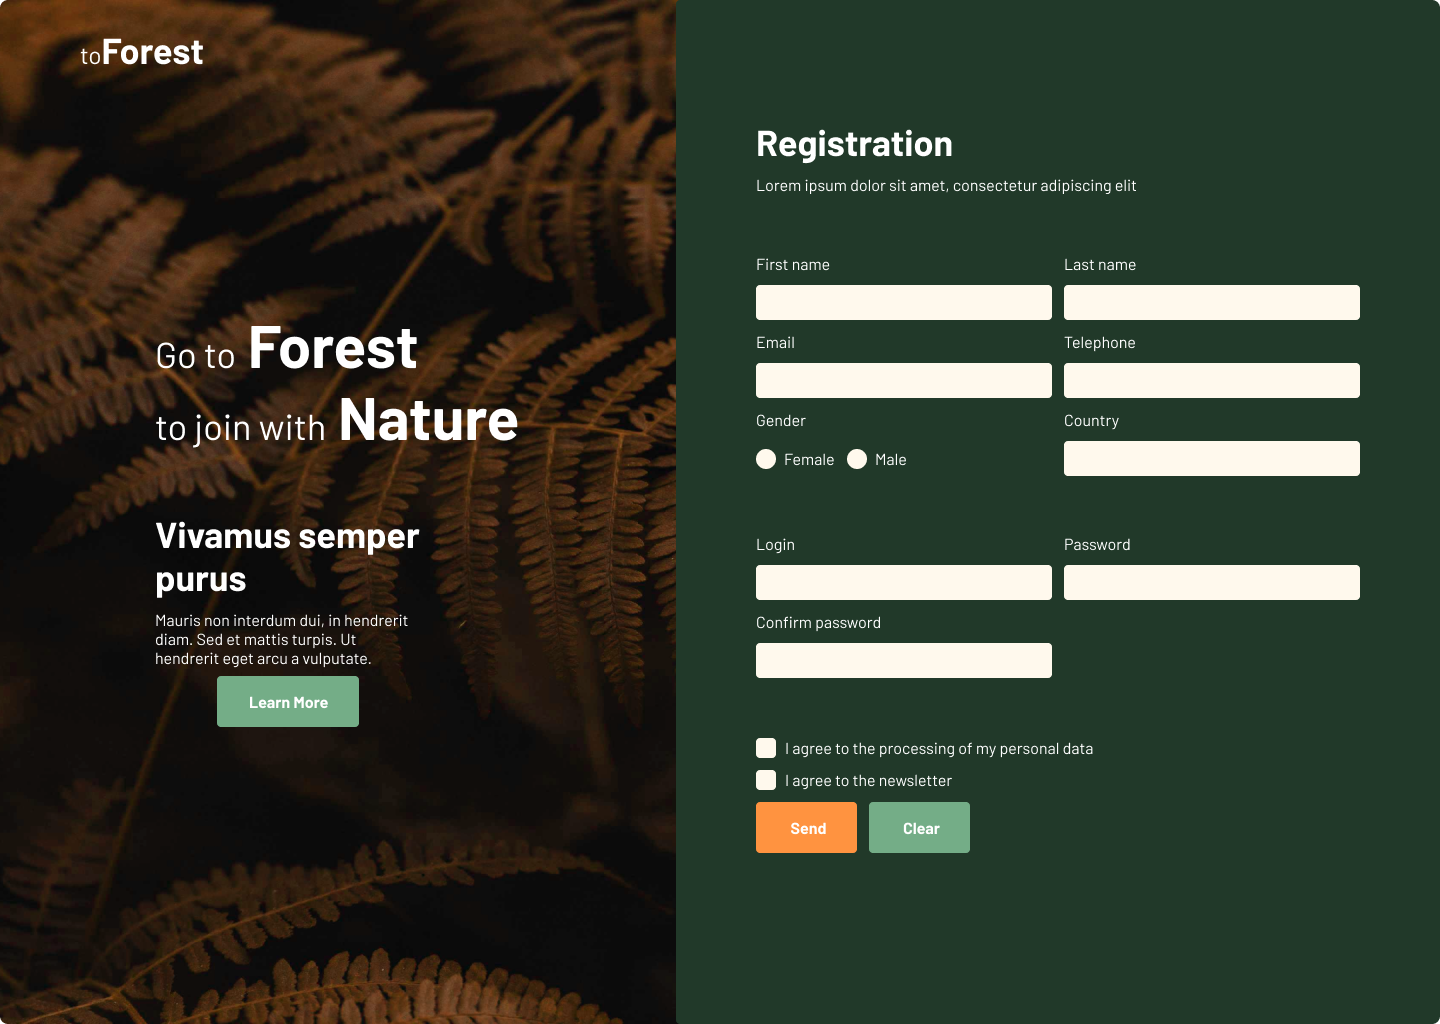 toForest
Go to Forest
to join with Nature
Vivamus semper
purus
Mauris non interdum dui, in hendrerit
diam. Sed et mattis turpis. Ut
hendrerit eget arcu a vulputate.
Learn More
Registration
Lorem ipsum dolor sit amet, consectetur adipiscing elit
First name
Last name
Email
Telephone
Gender
Country
Female
Male
Login
Password
Confirm password
I agree to the processing of my personal data
I agree to the newsletter
Send
Clear